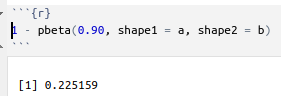 ```{r}
1 - pbeta(0.90, shape1 = a, shape2 = b)
```
[1] 0.225159